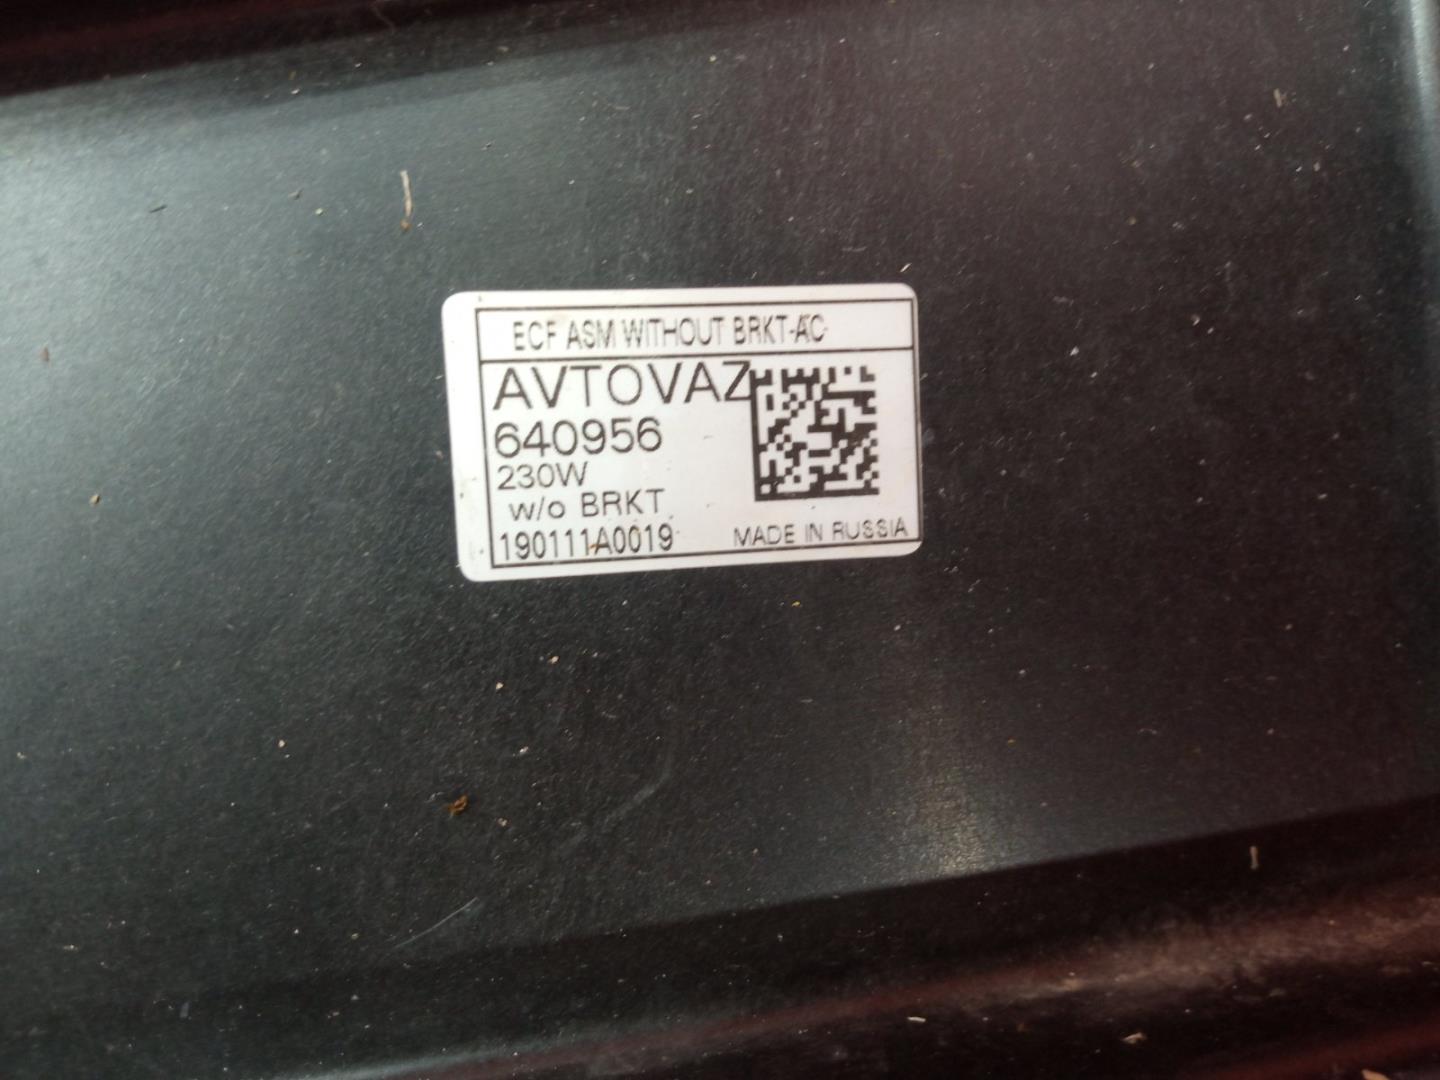 ECF ASM WITHOUT BRKT-AC
AVTOVAZ
640956
230W
w/o BRKT
190111A0019
MADE IN RUSSIA